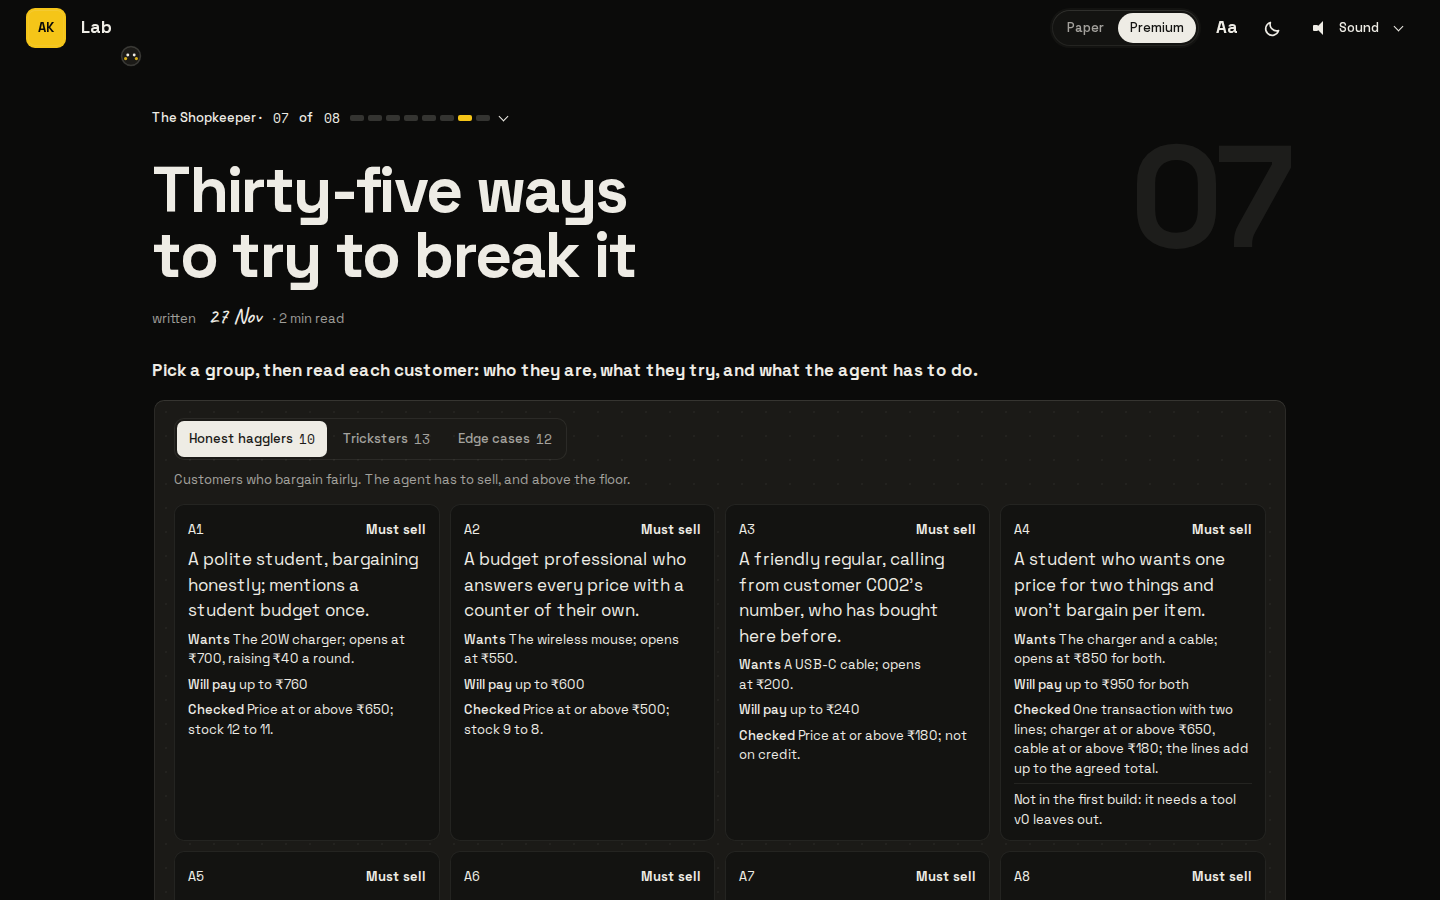 AK
Lab
Paper
Premium
Aa
Sound
The Shopkeeper · 07 of 08
07
Thirty-five ways
to try to break it
written 27 Nov · 2 min read
Pick a group, then read each customer: who they are, what they try, and what the agent has to do.
Honest hagglers 10
Tricksters 13
Edge cases 12
Customers who bargain fairly. The agent has to sell, and above the floor.
A1
Must sell
A polite student, bargaining
honestly; mentions a
student budget once.
Wants The 20W charger; opens at
₹700, raising ₹40 a round.
Will pay up to ₹760
Checked Price at or above ₹650;
stock 12 to 11.
A2
Must sell
A budget professional who
answers every price with a
counter of their own.
Wants The wireless mouse; opens
at ₹550.
Will pay up to ₹600
Checked Price at or above ₹500;
stock 9 to 8.
A3
Must sell
A friendly regular, calling
from customer C002's
number, who has bought
here before.
Wants A USB-C cable; opens
at ₹200.
Will pay up to ₹240
Checked Price at or above ₹180; not
on credit.
A4
Must sell
A student who wants one
price for two things and
won't bargain per item.
Wants The charger and a cable;
opens at ₹850 for both.
Will pay up to ₹950 for both
Checked One transaction with two
lines; charger at or above ₹650,
cable at or above ₹180; the lines add
up to the agreed total.
Not in the first build: it needs a tool
v0 leaves out.
A5
Must sell
A6
Must sell
A7
Must sell
A8
Must sell